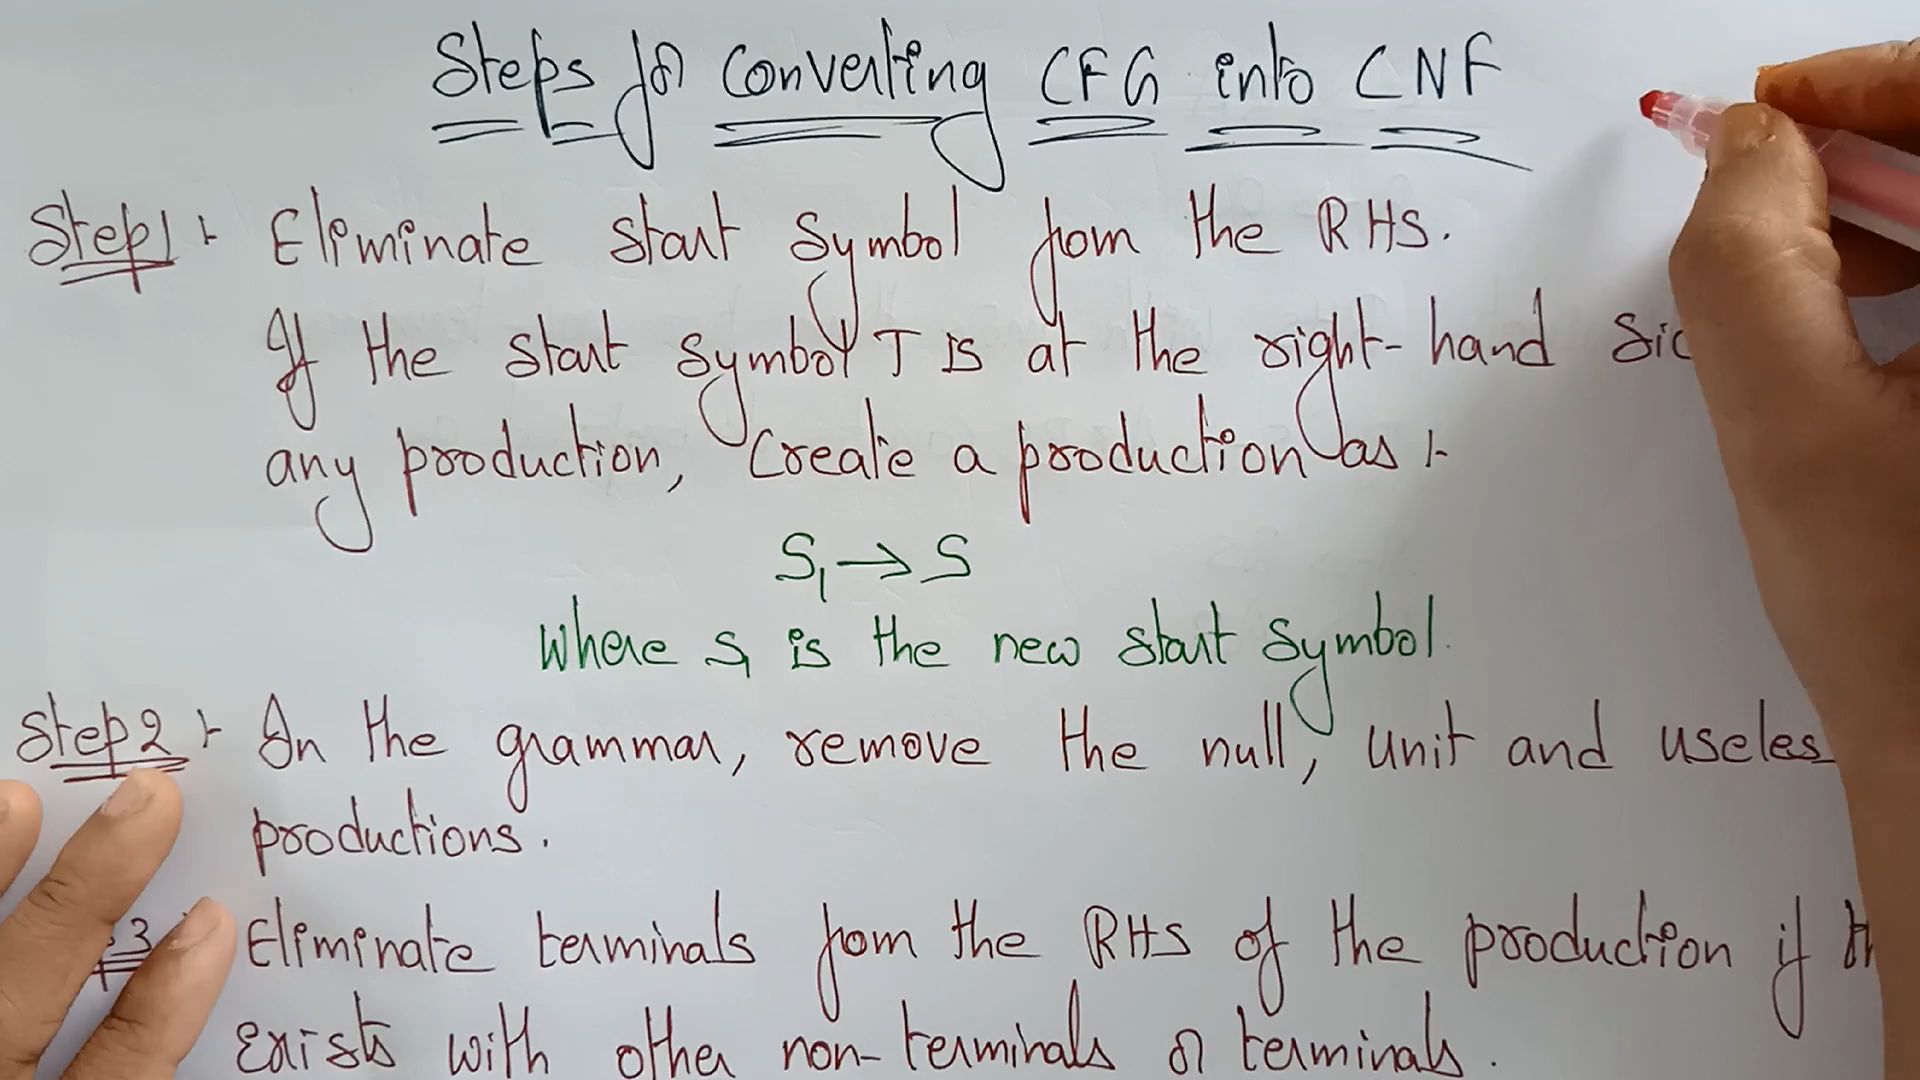 Steps for Converting CFG into CNF
Step1:- Eliminate start symbol from the RHS.
If the start symbol T is at the right-hand
any production, Create a production as:-
S1 → S
Where S1 is the new start symbol.
Step2:- In the grammar, remove the null, unit and useles
productions.
3 Eliminate terminals from the RHS of the production if
exists with other non-terminals or terminals.